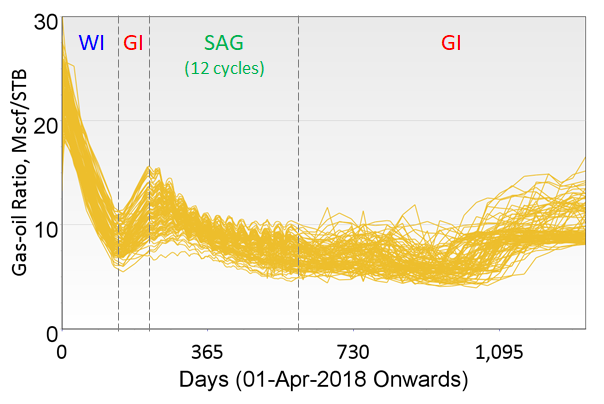 30
WI
GI
SAG
GI
(12 cycles)
Gas-oil Ratio, Mscf/STB
20
10
0
0
365
730
1,095
Days (01-Apr-2018 Onwards)